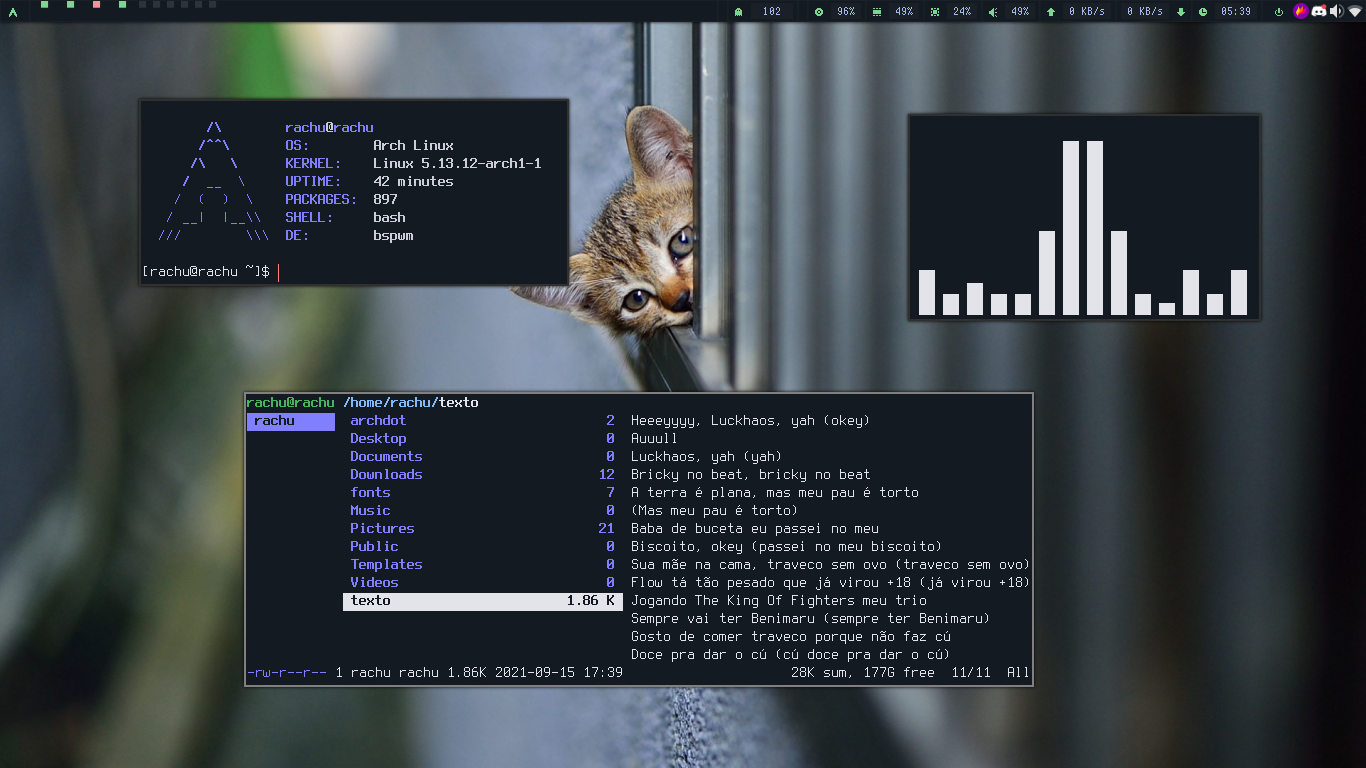 102 96% 49% 24% 49% 0 KB/s 0 KB/s 05:39
rachu@rachu
OS: Arch Linux
KERNEL: Linux 5.13.12-arch1-1
UPTIME: 42 minutes
PACKAGES: 897
SHELL: bash
DE: bspwm
[rachu@rachu ~]$
rachu@rachu /home/rachu/texto
rachu archdot 2 Heeeyyyy, Luckhaos, yah (okey)
Desktop 0 Auuull
Documents 0 Luckhaos, yah (yah)
Downloads 12 Bricky no beat, bricky no beat
fonts 7 A terra é plana, mas meu pau é torto
Music 0 (Mas meu pau é torto)
Pictures 21 Baba de buceta eu passei no meu
Public 0 Biscoito, okey (passei no meu biscoito)
Templates 0 Sua mãe na cama, traveco sem ovo (traveco sem ovo)
Videos 0 Flow tá tão pesado que já virou +18 (já virou +18)
texto 1.86 K Jogando The King Of Fighters meu trio
Sempre vai ter Benimaru (sempre ter Benimaru)
Gosto de comer traveco porque não faz cú
Doce pra dar o cú (cú doce pra dar o cú)
-rw-r--r-- 1 rachu rachu 1.86K 2021-09-15 17:39 28K sum, 177G free 11/11 All